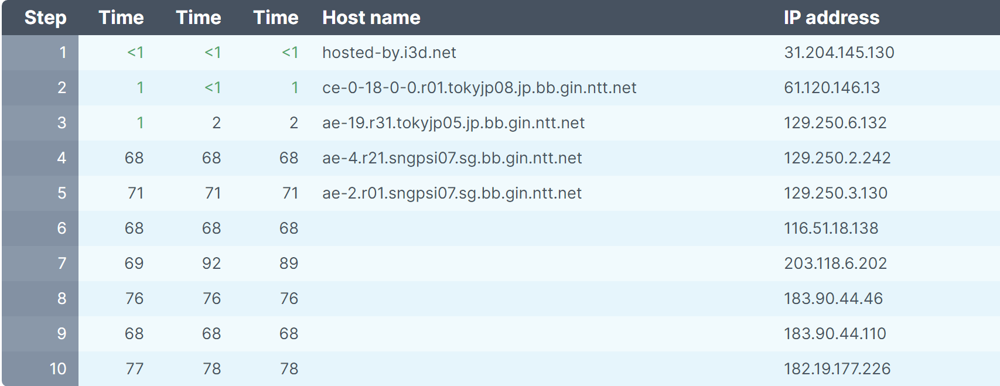 Step Time Time Time Host name IP address
1 <1 <1 <1 hosted-by.i3d.net 31.204.145.130
2 1 <1 1 ce-0-18-0-0.r01.tokyjp08.jp.bb.gin.ntt.net 61.120.146.13
3 1 2 2 ae-19.r31.tokyjp05.jp.bb.gin.ntt.net 129.250.6.132
4 68 68 68 ae-4.r21.sngpsi07.sg.bb.gin.ntt.net 129.250.2.242
5 71 71 71 ae-2.r01.sngpsi07.sg.bb.gin.ntt.net 129.250.3.130
6 68 68 68 116.51.18.138
7 69 92 89 203.118.6.202
8 76 76 76 183.90.44.46
9 68 68 68 183.90.44.110
10 77 78 78 182.19.177.226